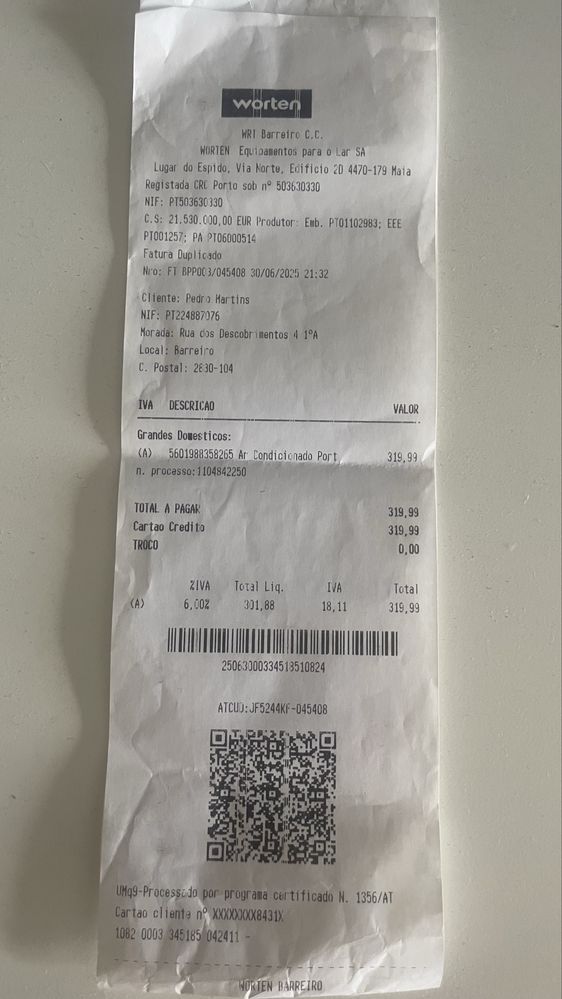 worten
WRT Barreiro C.C.
WORTEN Equipamentos para o Lar SA
Lugar do Espido, Via Norte, Edificio 2D 4470-179 Maia
Registada CRC Porto sob nº 503630330
NIF: PT503630330
C.S: 21.530.000,00 EUR Produtor: Emb. PT01102983; EEE
PT001257; PA PT06000514
Fatura Duplicado
Nro: FT BPP003/045408 30/06/2025 21:32
Cliente: Pedro Martins
NIF: PT224887076
Morada: Rua dos Descobrimentos 4 1ºA
Local: Barreiro
C. Postal: 2830-104
IVA DESCRICAO VALOR
Grandes Domesticos:
(A) 5601988358265 Ar Condicionado Port 319,99
n. processo:1104842250
TOTAL A PAGAR 319,99
Cartao Credito 319,99
TROCO 0,00
%IVA Total Liq. IVA Total
(A) 6,00% 301,88 18,11 319,99
25063000334518510824
ATCUD:JF5244KF-045408
UMq9-Processado por programa certificado N. 1356/AT
Cartao cliente nº XXXXXXXX8431X
1082 0003 345185 042411 -
WORTEN BARREIRO